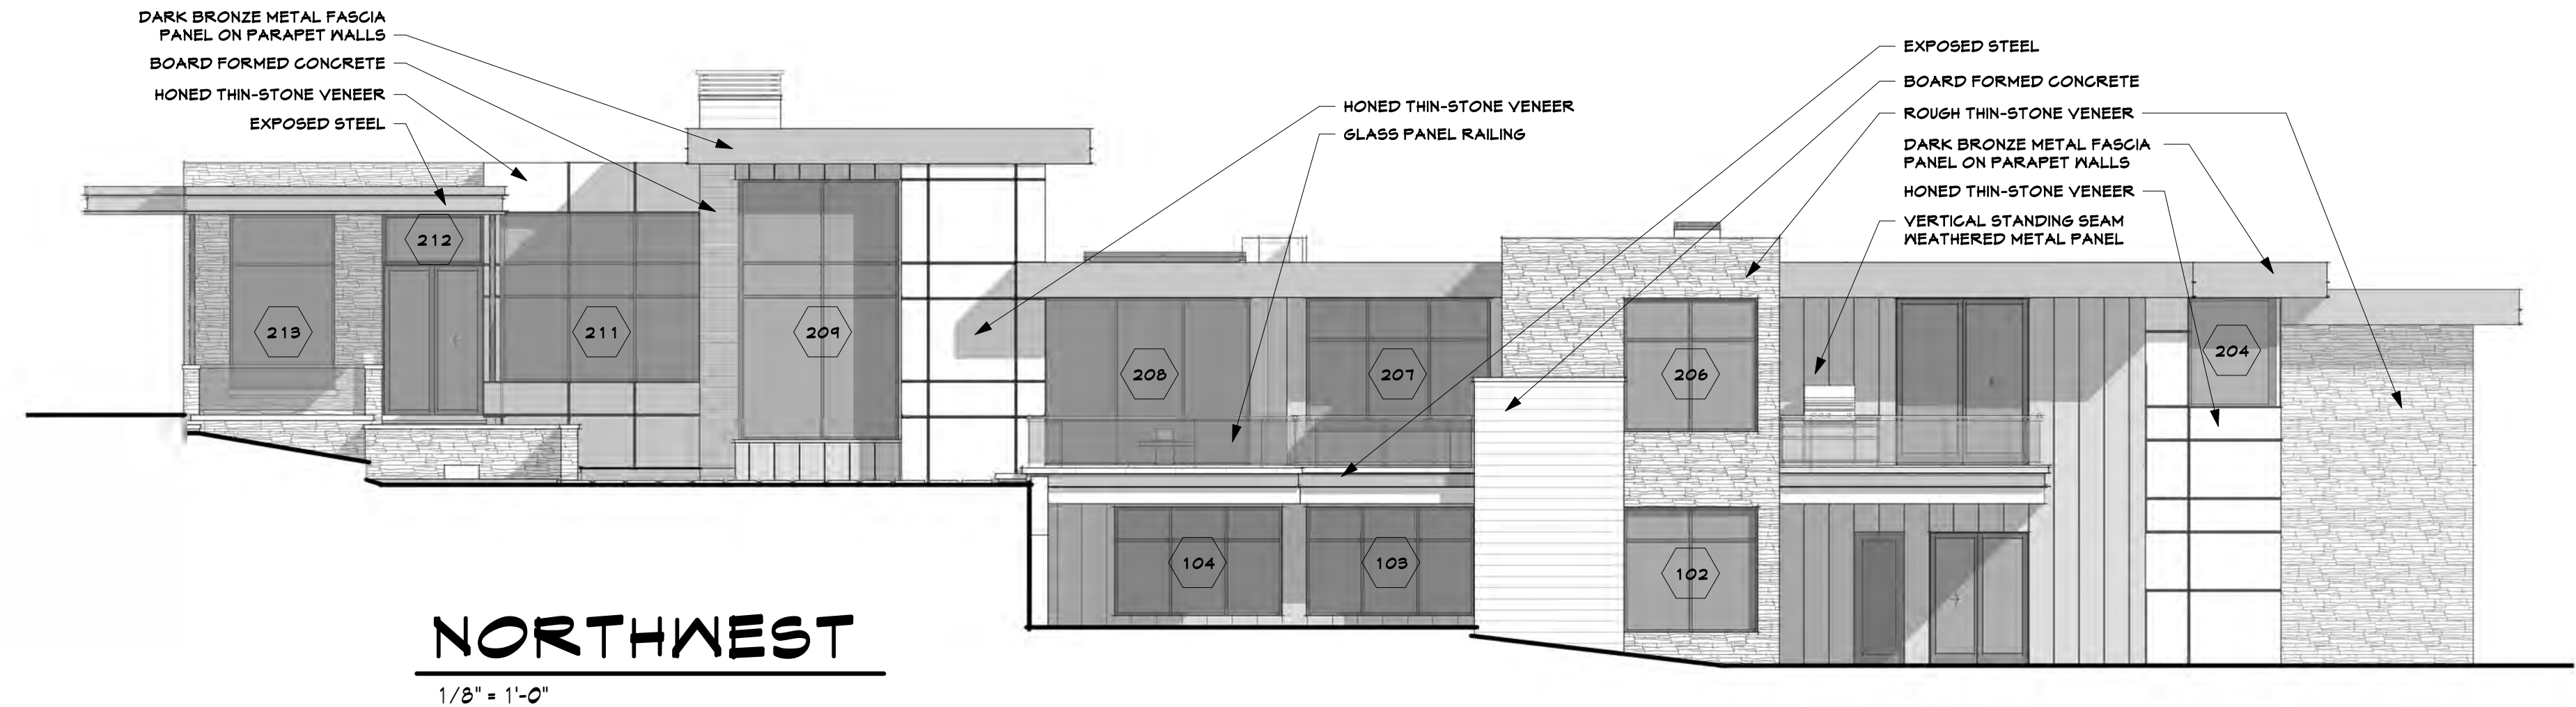 DARK BRONZE METAL FASCIA
PANEL ON PARAPET WALLS
BOARD FORMED CONCRETE
HONED THIN-STONE VENEER
EXPOSED STEEL
HONED THIN-STONE VENEER
GLASS PANEL RAILING
EXPOSED STEEL
BOARD FORMED CONCRETE
ROUGH THIN-STONE VENEER
DARK BRONZE METAL FASCIA
PANEL ON PARAPET WALLS
HONED THIN-STONE VENEER
VERTICAL STANDING SEAM
WEATHERED METAL PANEL
212
213
211
209
208
207
206
204
104
103
102
NORTHWEST
1/8" = 1'-0"